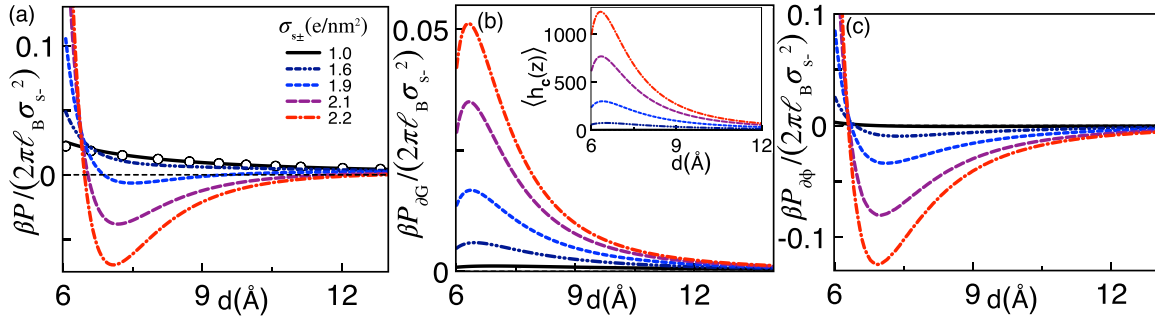 (a)
σs±(e/nm²)
1.0
1.6
1.9
2.1
2.2
0.1
0
βP/(2πℓBσs-²)
6 9 12
d(Å)
(b)
0.05
0
βP∂G/(2πℓBσs-²)
d(Å)
6 9 12
1000
500
0
⟨hc(z)⟩
6 9 12
d(Å)
(c)
0.1
0
-0.1
βP∂ϕ/(2πℓBσs-²)
6 9 12
d(Å)